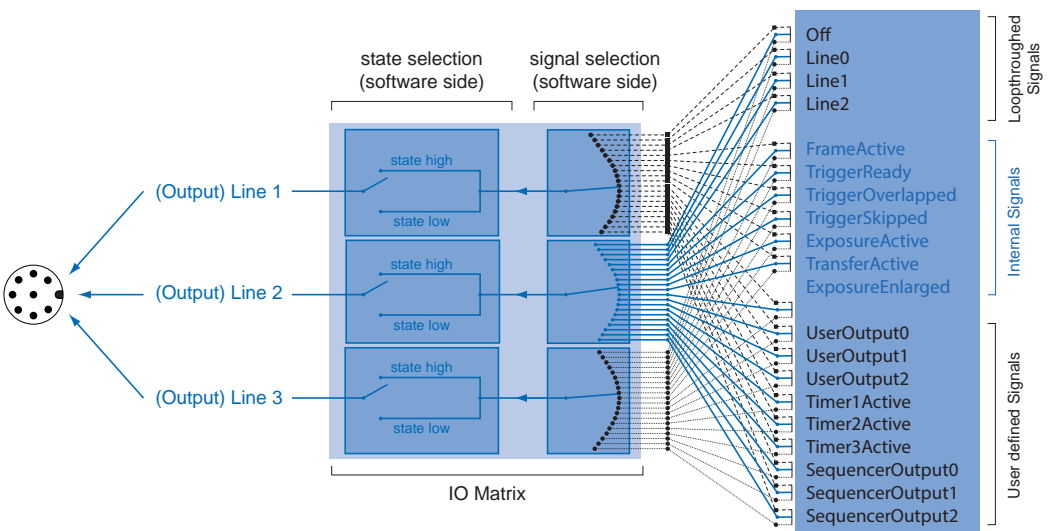 state selection
(software side)
signal selection
(software side)
(Output) Line 1
(Output) Line 2
(Output) Line 3
state high
state low
state high
state low
state high
state low
IO Matrix
Off
Line0
Line1
Line2
FrameActive
TriggerReady
TriggerOverlapped
TriggerSkipped
ExposureActive
TransferActive
ExposureEnlarged
UserOutput0
UserOutput1
UserOutput2
Timer1Active
Timer2Active
Timer3Active
SequencerOutput0
SequencerOutput1
SequencerOutput2
Loopthroughed
Signals
Internal Signals
User defined Signals